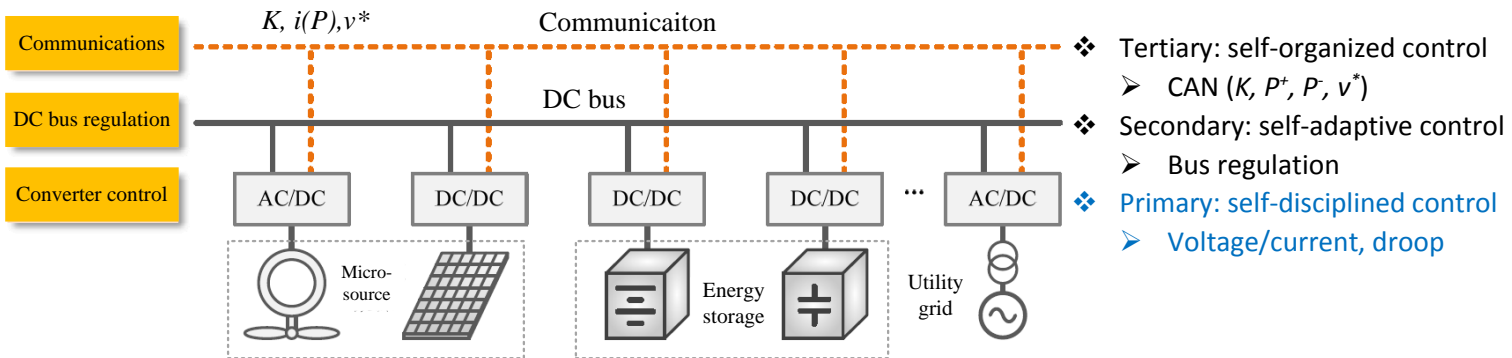 K, i(P),v*
Communicaiton
Communications
DC bus
DC bus regulation
Converter control
AC/DC
DC/DC
DC/DC
DC/DC
...
AC/DC
Micro-
source
Energy
storage
Utility
grid
❖ Tertiary: self-organized control
➢ CAN (K, P⁺, P⁻, v*)
❖ Secondary: self-adaptive control
➢ Bus regulation
❖ Primary: self-disciplined control
➢ Voltage/current, droop